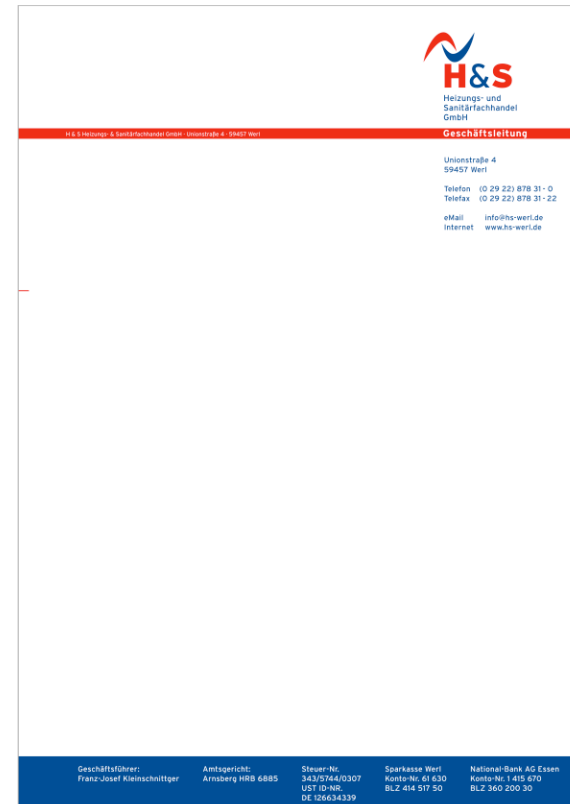 H&S
Heizungs- und
Sanitärfachhandel
GmbH
H & S Heizungs- & Sanitärfachhandel GmbH · Unionstraße 4 · 59457 Werl
Geschäftsleitung
Unionstraße 4
59457 Werl
Telefon (0 29 22) 878 31 - 0
Telefax (0 29 22) 878 31 - 22
eMail info@hs-werl.de
Internet www.hs-werl.de
Geschäftsführer:
Franz-Josef Kleinschnittger
Amtsgericht:
Arnsberg HRB 6885
Steuer-Nr.
343/5744/0307
UST ID-NR.
DE 126634339
Sparkasse Werl
Konto-Nr. 61 630
BLZ 414 517 50
National-Bank AG Essen
Konto-Nr. 1 415 670
BLZ 360 200 30